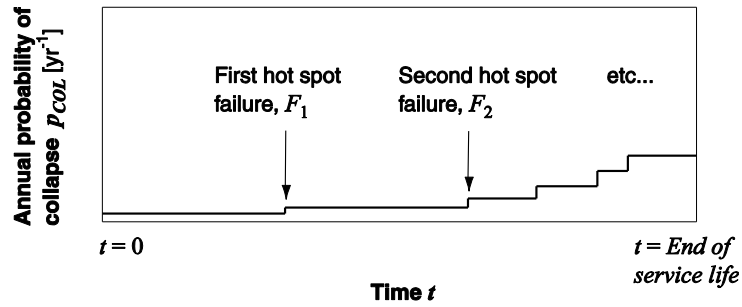 Annual probability of
collapse p_COL [yr⁻¹]
First hot spot
failure, F₁
Second hot spot
failure, F₂
etc...
t = 0
t = End of
service life
Time t